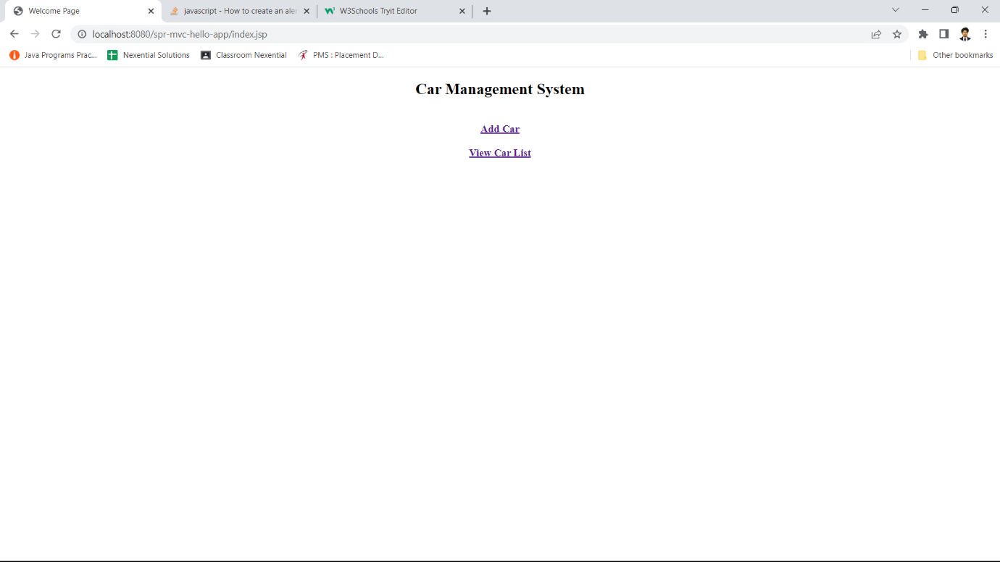 Welcome Page
javascript - How to create an aler
W3Schools Tryit Editor
localhost:8080/spr-mvc-hello-app/index.jsp
Java Programs Prac...
Nexential Solutions
Classroom Nexential
PMS : Placement D...
Other bookmarks
Car Management System
Add Car
View Car List